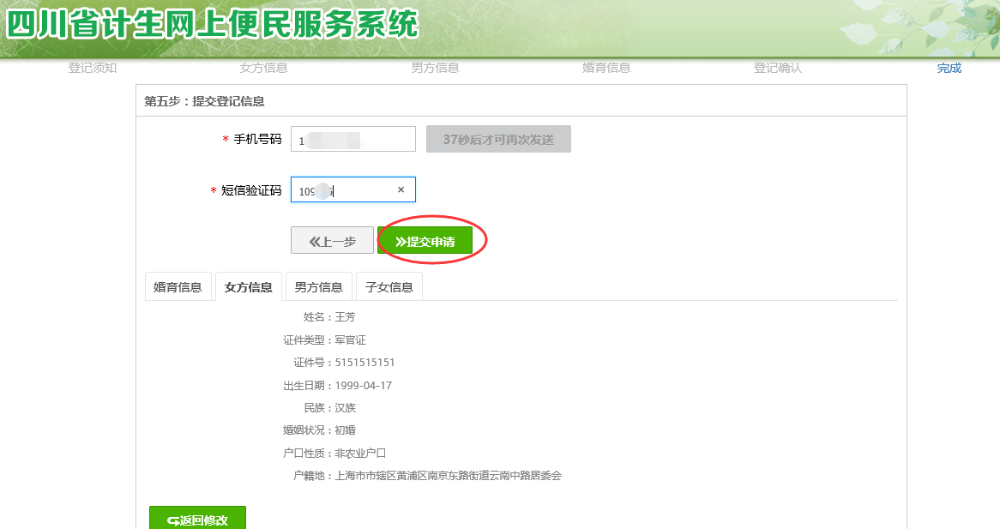 四川省计生网上便民服务系统
登记须知 女方信息 男方信息 婚育信息 登记确认 完成
第五步：提交登记信息
* 手机号码 1 37秒后才可再次发送
* 短信验证码 109 6 ×
上一步 提交申请
婚育信息 女方信息 男方信息 子女信息
姓名：王芳
证件类型：军官证
证件号：5151515151
出生日期：1999-04-17
民族：汉族
婚姻状况：初婚
户口性质：非农业户口
户籍地：上海市市辖区黄浦区南京东路街道云南中路居委会
返回修改